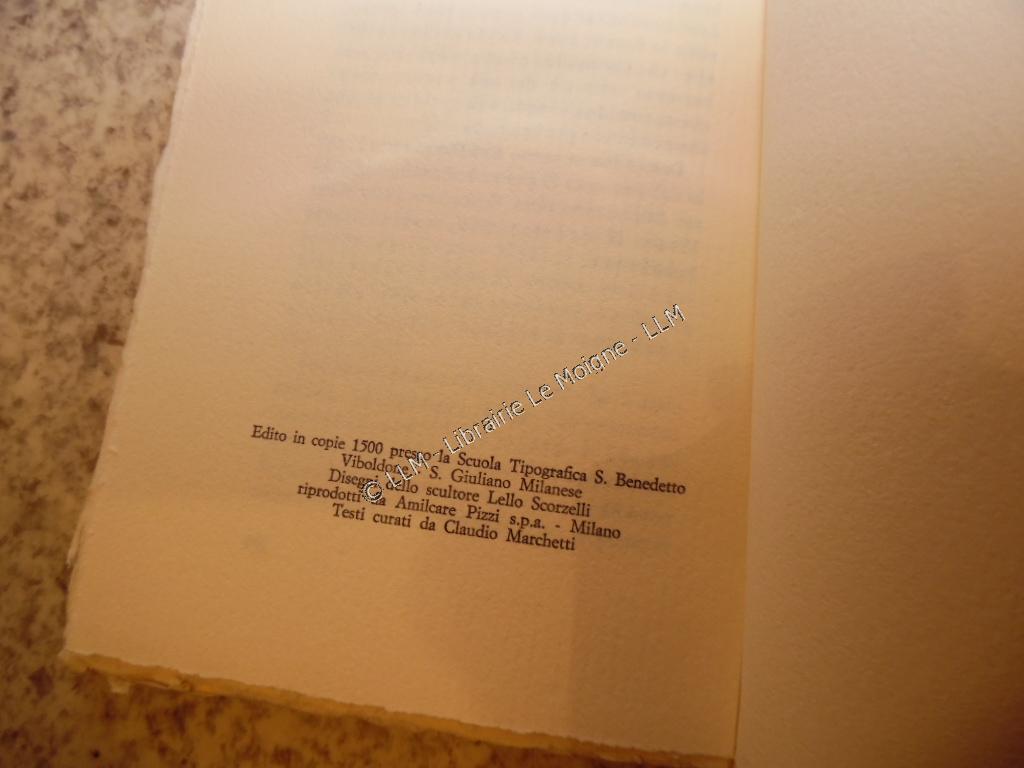 Edito in copie 1500 presso la Scuola Tipografica S. Benedetto
Viboldone S. Giuliano Milanese
Disegni dello scultore Lello Scorzelli
riprodotti da Amilcare Pizzi s.p.a. - Milano
Testi curati da Claudio Marchetti
© LLM - Librairie Le Moigne - LLM